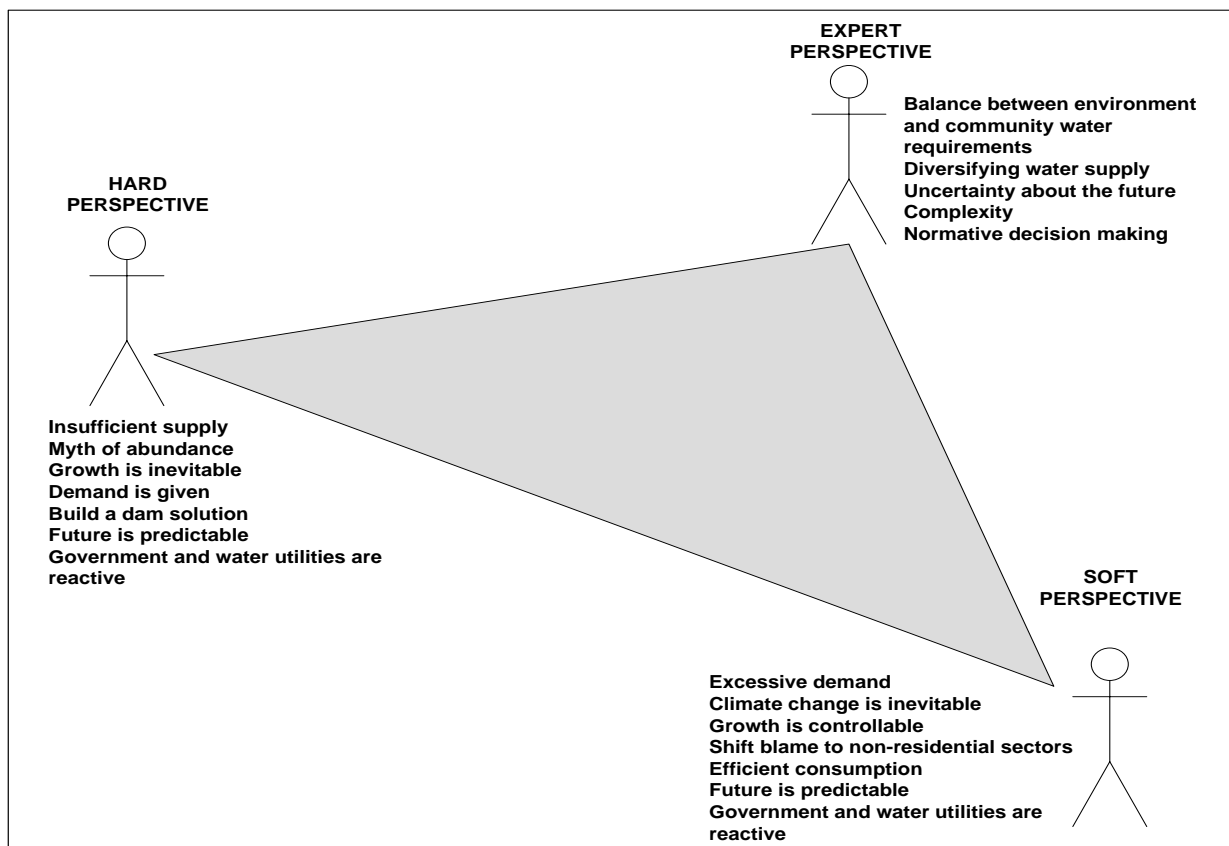 EXPERT
PERSPECTIVE
Balance between environment
and community water
requirements
Diversifying water supply
Uncertainty about the future
Complexity
Normative decision making
HARD
PERSPECTIVE
Insufficient supply
Myth of abundance
Growth is inevitable
Demand is given
Build a dam solution
Future is predictable
Government and water utilities are
reactive
SOFT
PERSPECTIVE
Excessive demand
Climate change is inevitable
Growth is controllable
Shift blame to non-residential sectors
Efficient consumption
Future is predictable
Government and water utilities are
reactive